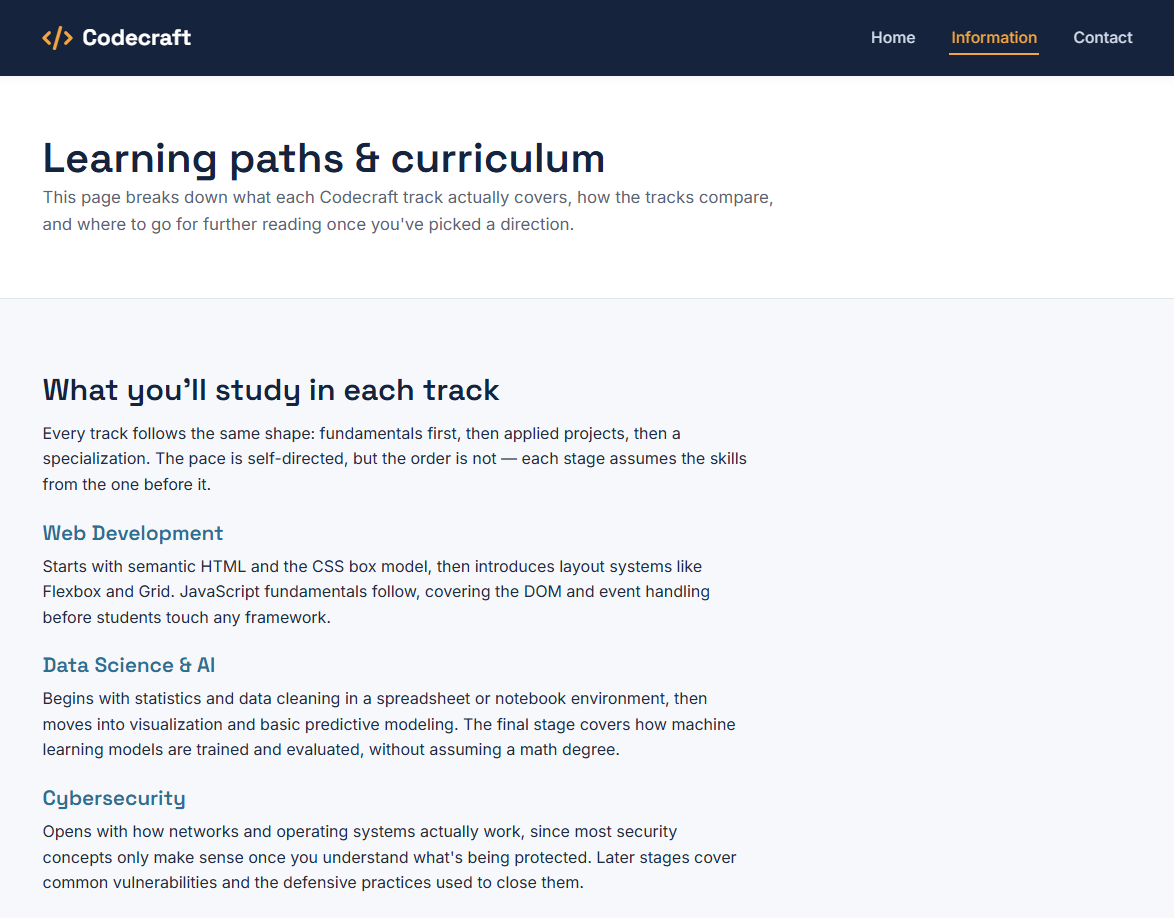 </> Codecraft
Home Information Contact
Learning paths & curriculum
This page breaks down what each Codecraft track actually covers, how the tracks compare,
and where to go for further reading once you've picked a direction.
What you’ll study in each track
Every track follows the same shape: fundamentals first, then applied projects, then a
specialization. The pace is self-directed, but the order is not — each stage assumes the skills
from the one before it.
Web Development
Starts with semantic HTML and the CSS box model, then introduces layout systems like
Flexbox and Grid. JavaScript fundamentals follow, covering the DOM and event handling
before students touch any framework.
Data Science & AI
Begins with statistics and data cleaning in a spreadsheet or notebook environment, then
moves into visualization and basic predictive modeling. The final stage covers how machine
learning models are trained and evaluated, without assuming a math degree.
Cybersecurity
Opens with how networks and operating systems actually work, since most security
concepts only make sense once you understand what's being protected. Later stages cover
common vulnerabilities and the defensive practices used to close them.